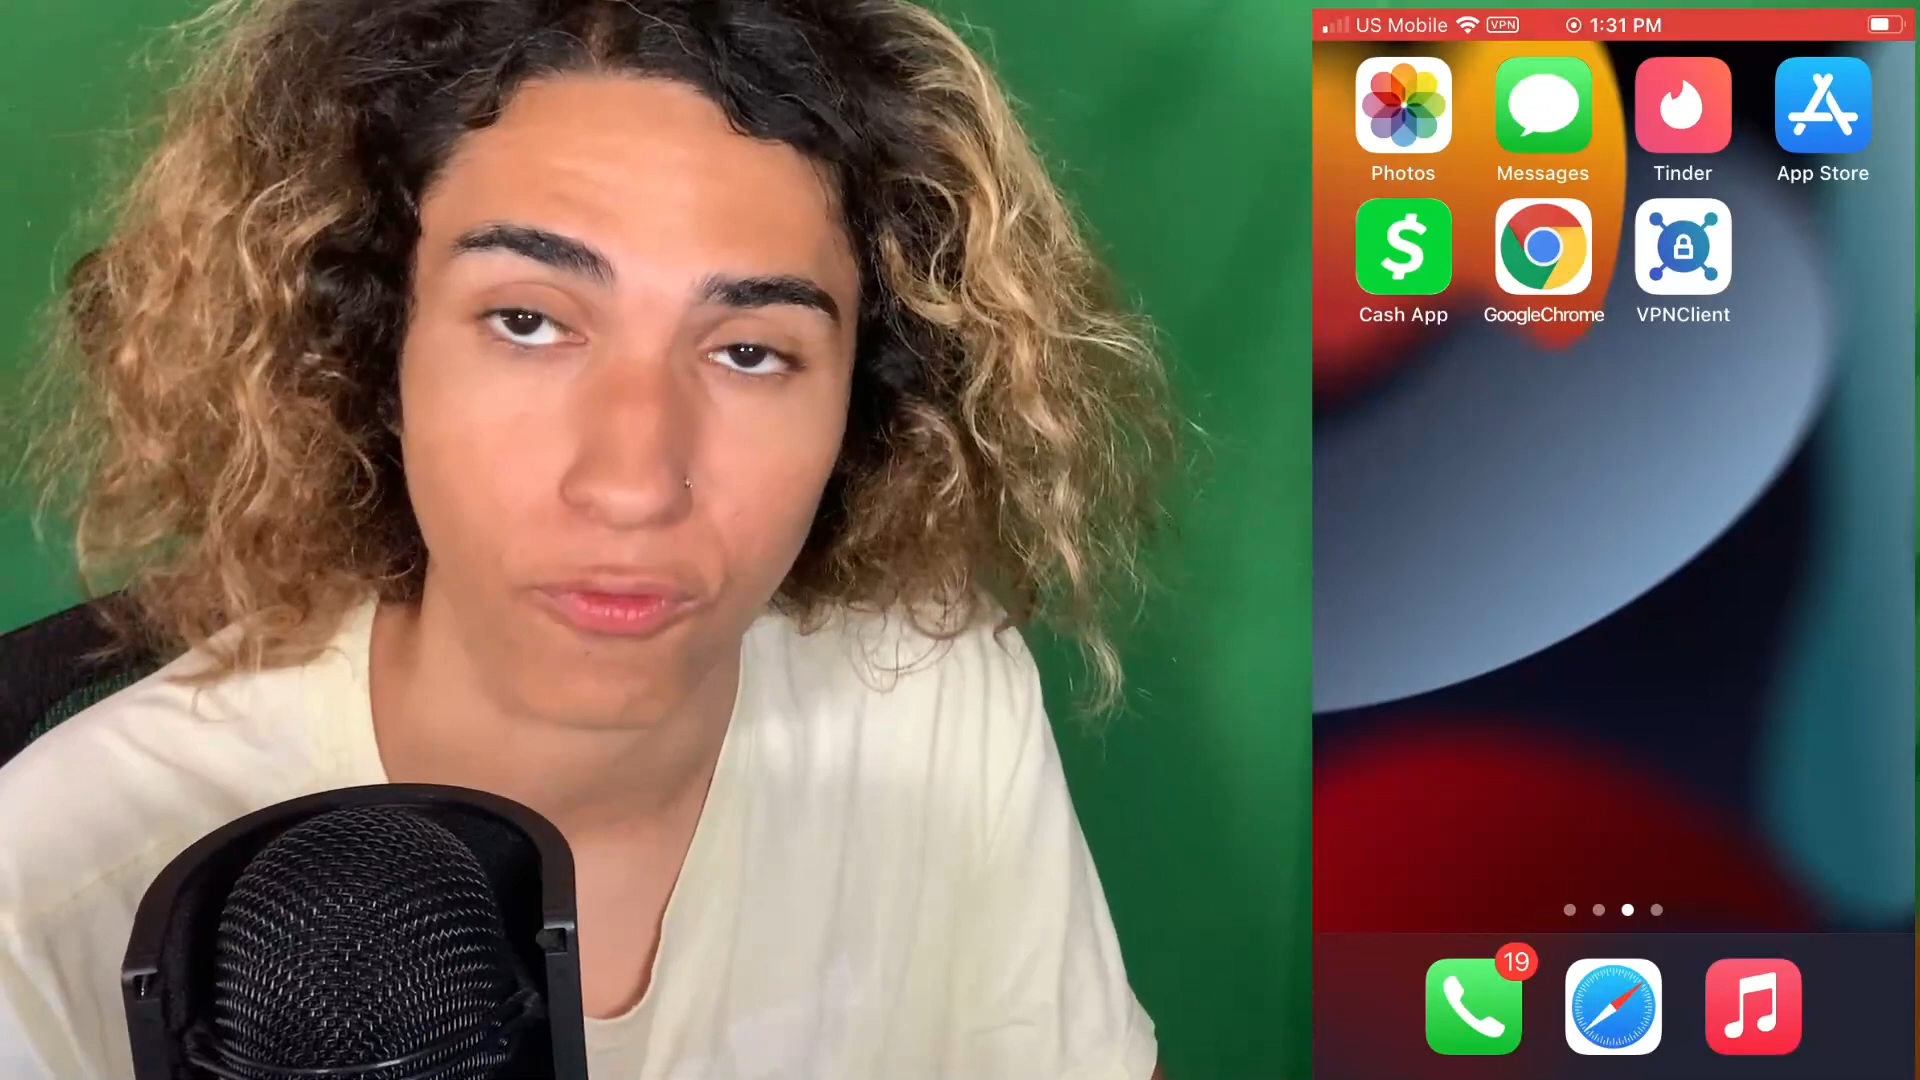 US Mobile VPN 1:31 PM
Photos Messages Tinder App Store
$
Cash App GoogleChrome VPNClient
19